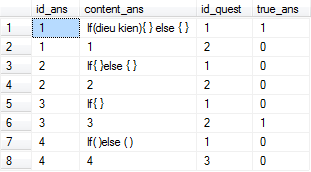 id_ans content_ans id_quest true_ans
1 1 If(dieu kien){ } else { } 1 1
2 1 1 2 0
3 2 If{ }else { } 1 0
4 2 2 2 0
5 3 If{ } 1 0
6 3 3 2 1
7 4 If( )else ( ) 1 0
8 4 4 3 0